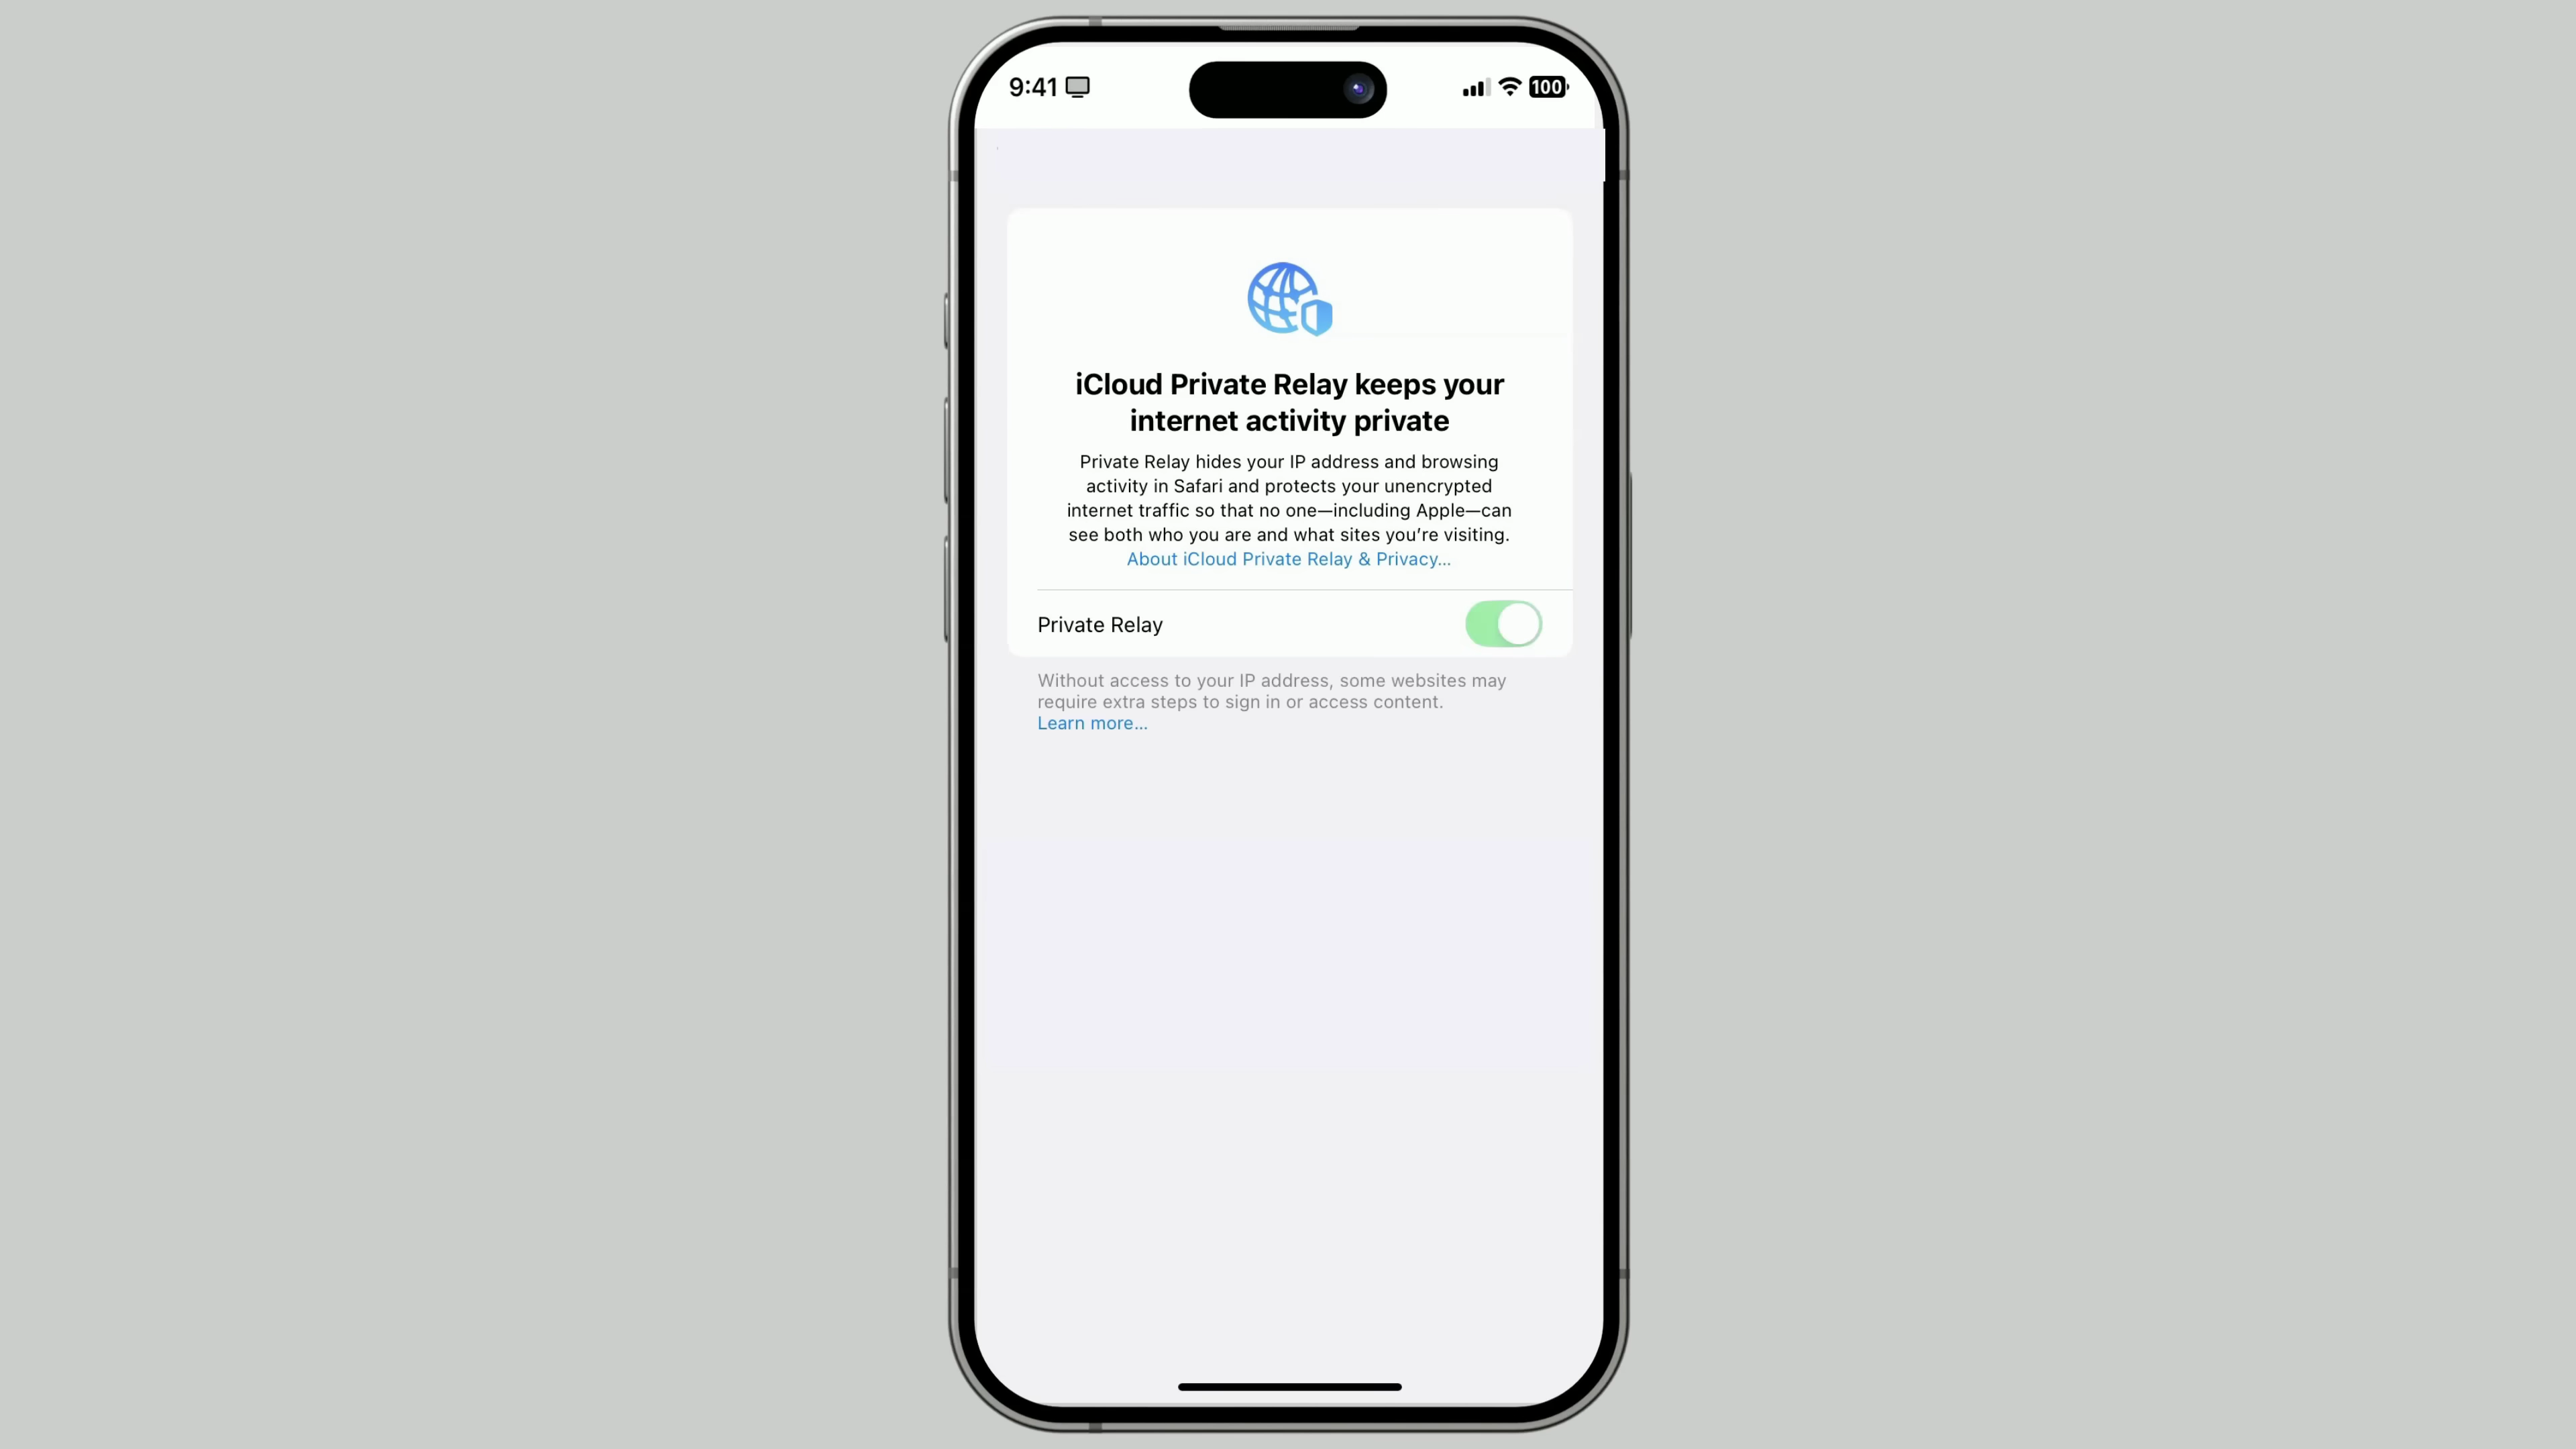 9:41
100
iCloud Private Relay keeps your
internet activity private
Private Relay hides your IP address and browsing
activity in Safari and protects your unencrypted
internet traffic so that no one—including Apple—can
see both who you are and what sites you’re visiting.
About iCloud Private Relay & Privacy...
Private Relay
Without access to your IP address, some websites may
require extra steps to sign in or access content.
Learn more...